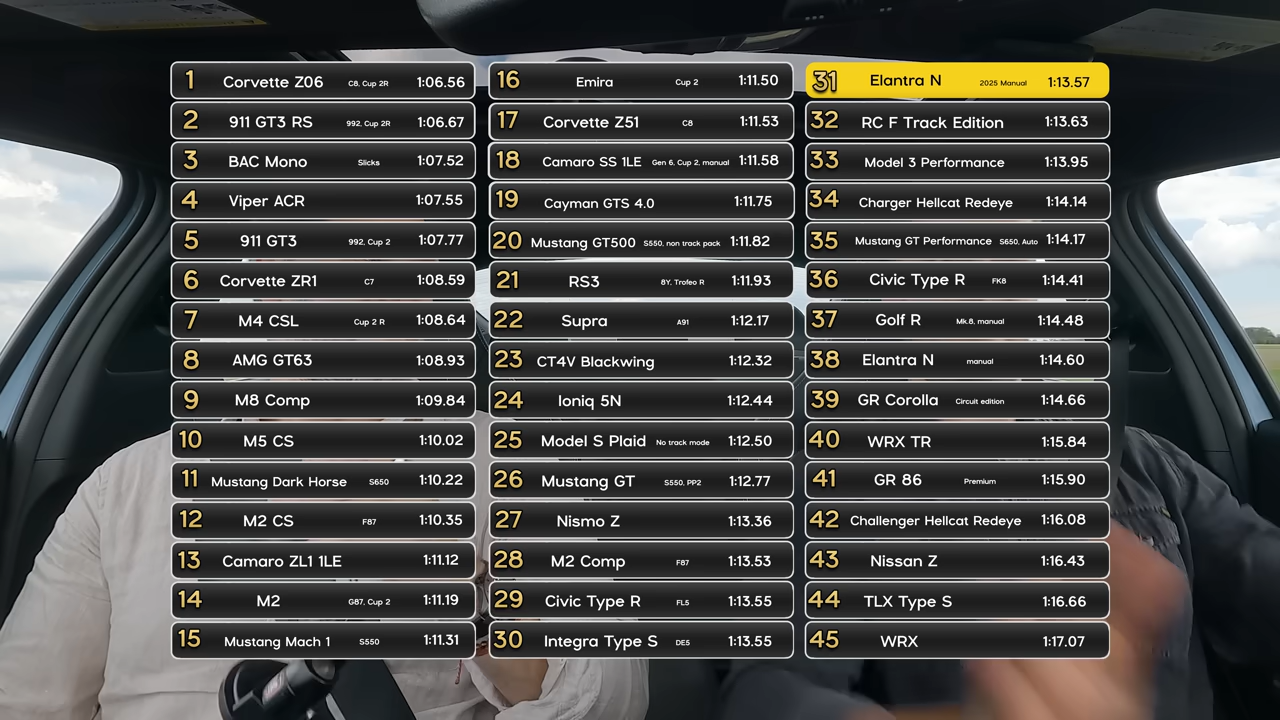 1 Corvette Z06 C8, Cup 2R 1:06.56
2 911 GT3 RS 992, Cup 2R 1:06.67
3 BAC Mono Slicks 1:07.52
4 Viper ACR 1:07.55
5 911 GT3 992, Cup 2 1:07.77
6 Corvette ZR1 C7 1:08.59
7 M4 CSL Cup 2 R 1:08.64
8 AMG GT63 1:08.93
9 M8 Comp 1:09.84
10 M5 CS 1:10.02
11 Mustang Dark Horse S650 1:10.22
12 M2 CS F87 1:10.35
13 Camaro ZL1 1LE 1:11.12
14 M2 G87, Cup 2 1:11.19
15 Mustang Mach 1 S550 1:11.31
16 Emira Cup 2 1:11.50
17 Corvette Z51 C8 1:11.53
18 Camaro SS 1LE Gen 6, Cup 2, manual 1:11.58
19 Cayman GTS 4.0 1:11.75
20 Mustang GT500 S550, non track pack 1:11.82
21 RS3 8Y, Trofeo R 1:11.93
22 Supra A91 1:12.17
23 CT4V Blackwing 1:12.32
24 Ioniq 5N 1:12.44
25 Model S Plaid No track mode 1:12.50
26 Mustang GT S550, PP2 1:12.77
27 Nismo Z 1:13.36
28 M2 Comp F87 1:13.53
29 Civic Type R FL5 1:13.55
30 Integra Type S DE5 1:13.55
31 Elantra N 2025 Manual 1:13.57
32 RC F Track Edition 1:13.63
33 Model 3 Performance 1:13.95
34 Charger Hellcat Redeye 1:14.14
35 Mustang GT Performance S650, Auto 1:14.17
36 Civic Type R FK8 1:14.41
37 Golf R Mk.8, manual 1:14.48
38 Elantra N manual 1:14.60
39 GR Corolla Circuit edition 1:14.66
40 WRX TR 1:15.84
41 GR 86 Premium 1:15.90
42 Challenger Hellcat Redeye 1:16.08
43 Nissan Z 1:16.43
44 TLX Type S 1:16.66
45 WRX 1:17.07